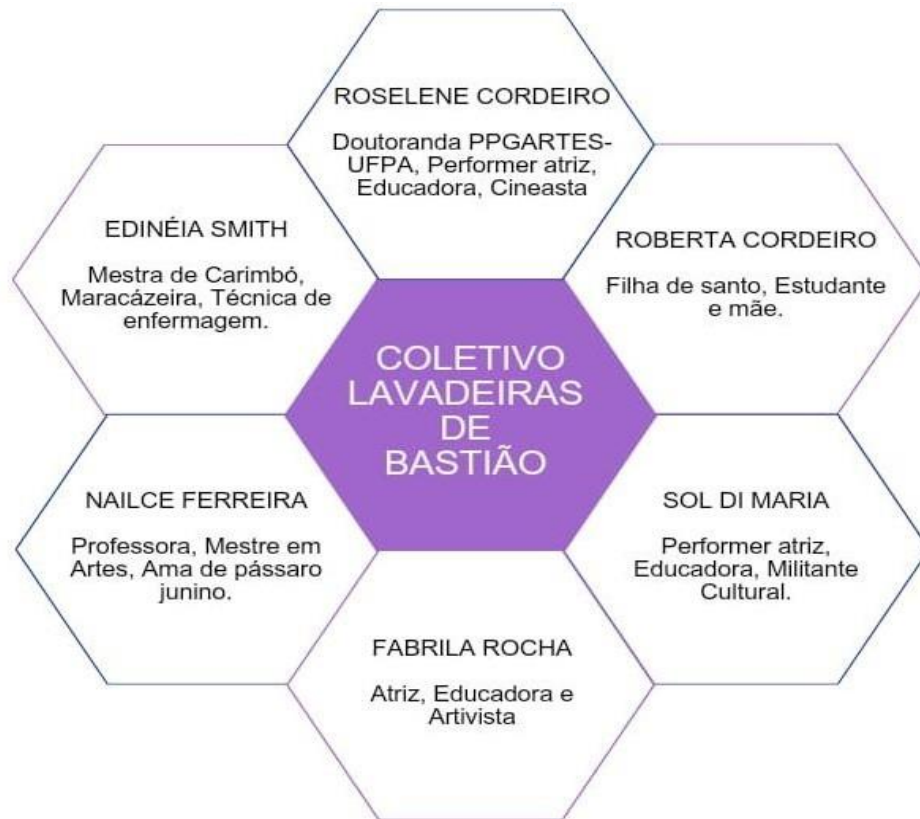 ROSELENE CORDEIRO
Doutoranda PPGARTES-
UFPA, Performer atriz,
Educadora, Cineasta
EDINÉIA SMITH
Mestra de Carimbó,
Maracázeira, Técnica de
enfermagem.
ROBERTA CORDEIRO
Filha de santo, Estudante
e mãe.
COLETIVO
LAVADEIRAS
DE
BASTIÃO
NAILCE FERREIRA
Professora, Mestre em
Artes, Ama de pássaro
junino.
SOL DI MARIA
Performer atriz,
Educadora, Militante
Cultural.
FABRILA ROCHA
Atriz, Educadora e
Artivista